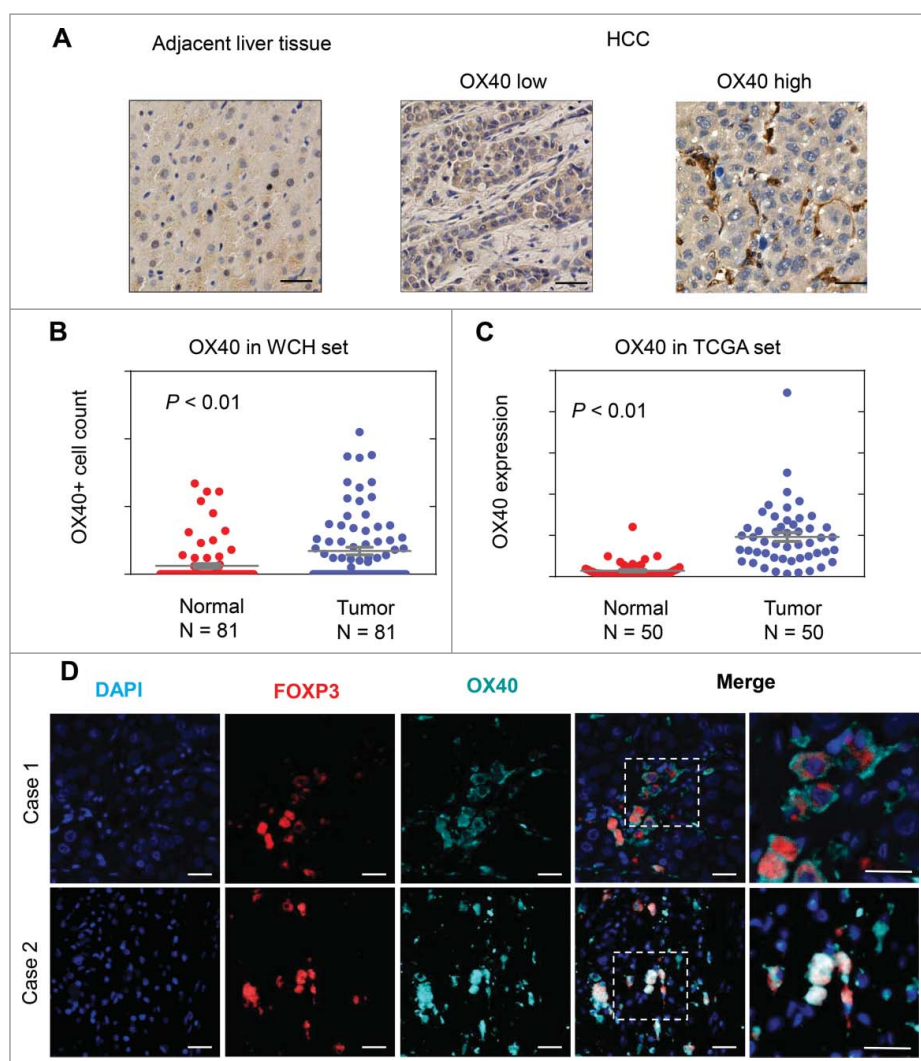 A
Adjacent liver tissue
HCC
OX40 low
OX40 high
B
OX40 in WCH set
P < 0.01
OX40+ cell count
Normal
N = 81
Tumor
N = 81
C
OX40 in TCGA set
P < 0.01
OX40 expression
Normal
N = 50
Tumor
N = 50
D
DAPI
FOXP3
OX40
Merge
Case 1
Case 2